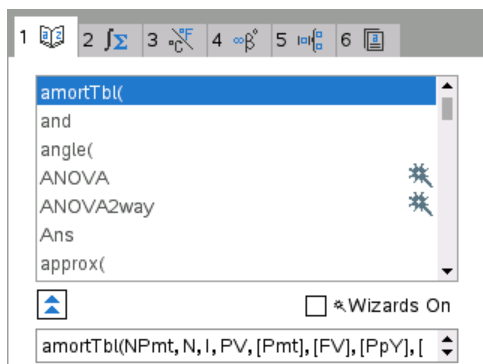 1 2 ∫Σ 3 °C °F 4 ∞β° 5 6
amortTbl(
and
angle(
ANOVA
ANOVA2way
Ans
approx(
Wizards On
amortTbl(NPmt, N, I, PV, [Pmt], [FV], [PpY], [